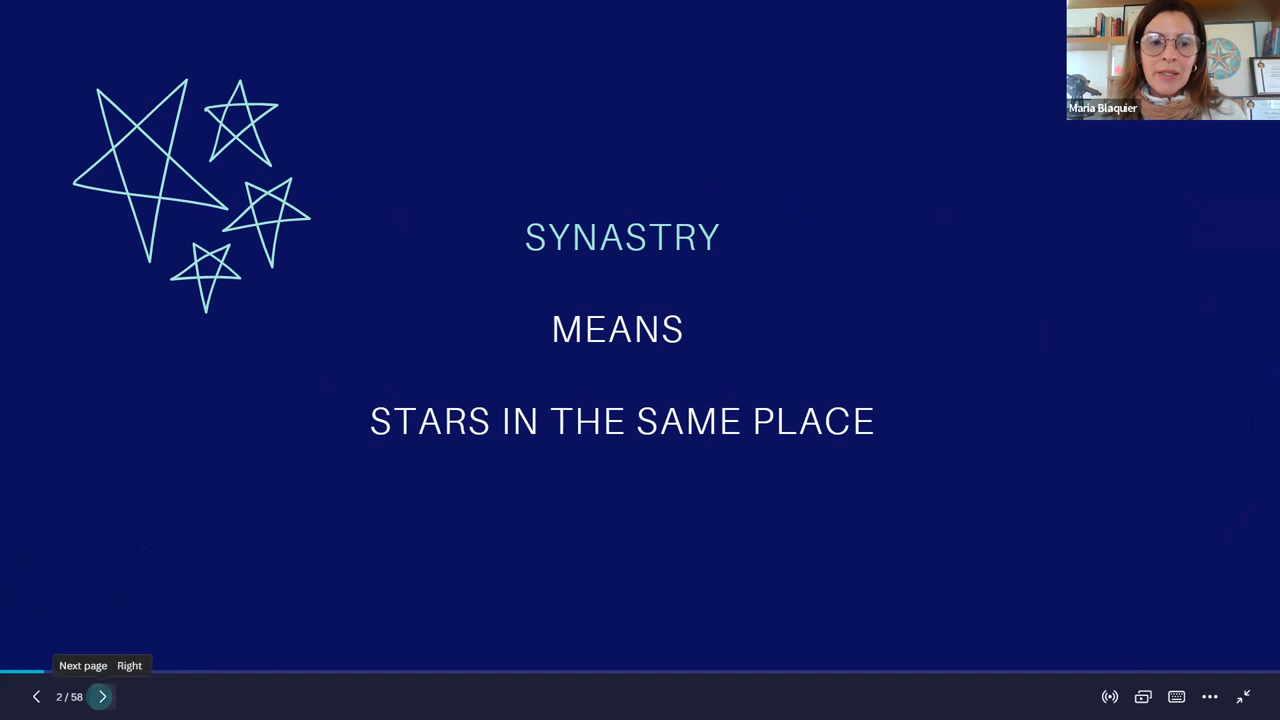 Maria Blaquier
SYNASTRY
MEANS
STARS IN THE SAME PLACE
Next page Right
2 / 58